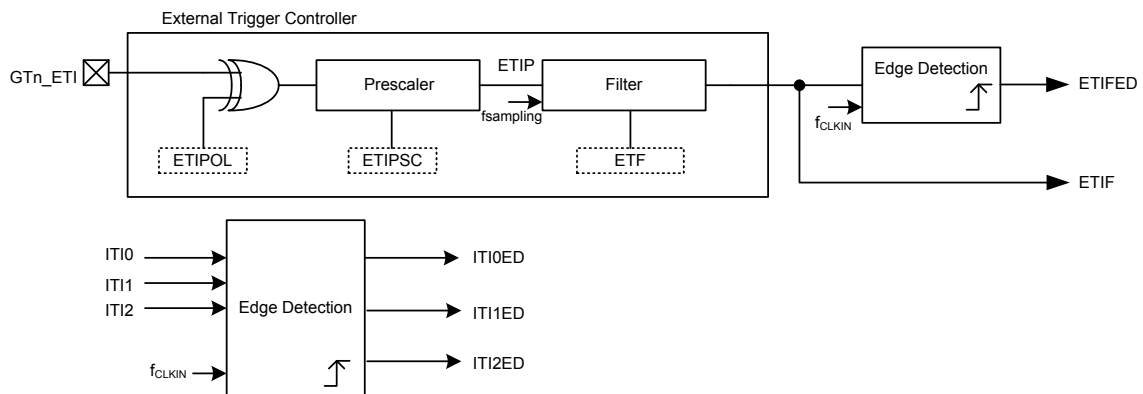 External Trigger Controller
GTn_ETI
Prescaler
ETIP
fsampling
Filter
Edge Detection
fCLKIN
ETIFED
ETIPOL
ETIPSC
ETF
ETIF
ITI0
ITI1
ITI2
fCLKIN
Edge Detection
ITI0ED
ITI1ED
ITI2ED